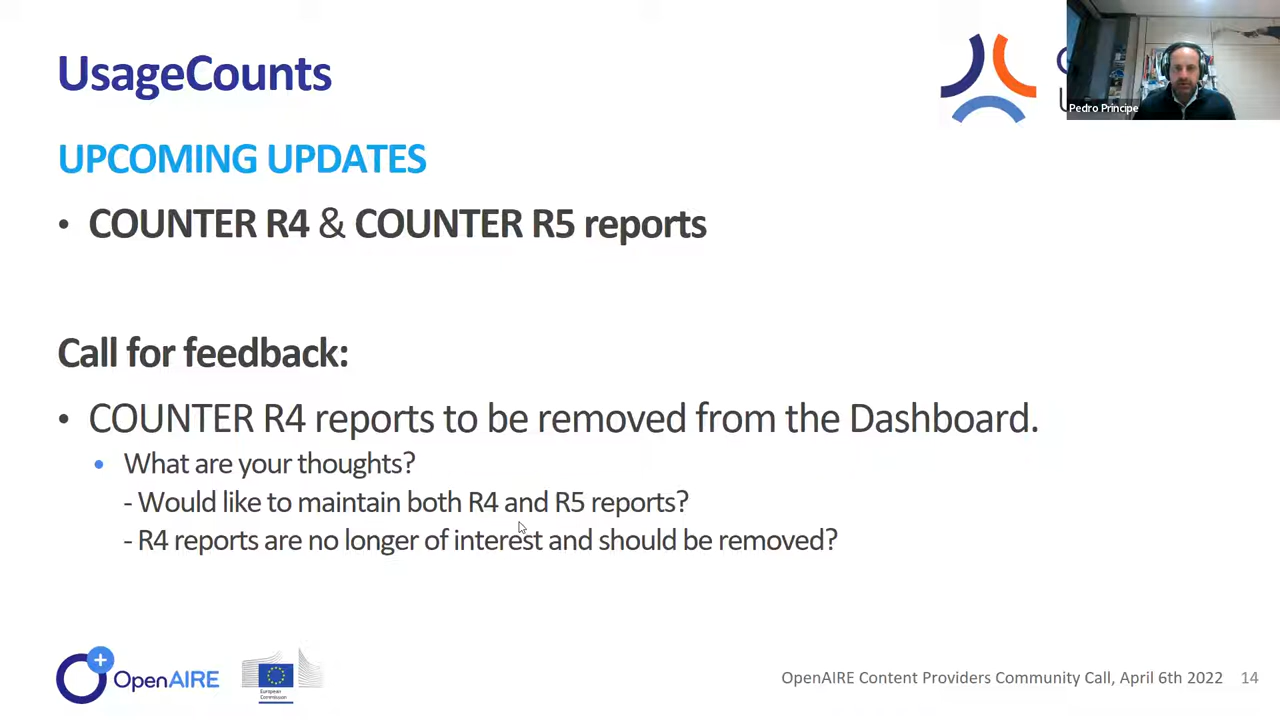 UsageCounts
Pedro Principe
UPCOMING UPDATES
• COUNTER R4 & COUNTER R5 reports
Call for feedback:
• COUNTER R4 reports to be removed from the Dashboard.
• What are your thoughts?
- Would like to maintain both R4 and R5 reports?
- R4 reports are no longer of interest and should be removed?
OpenAIRE
European
Commission
OpenAIRE Content Providers Community Call, April 6th 2022 14